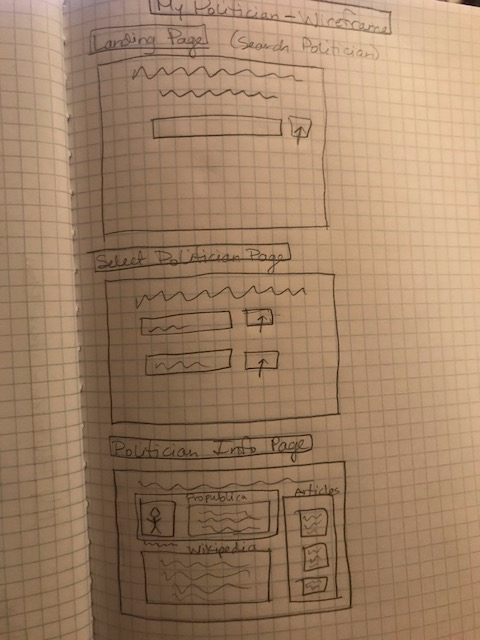 My Politician - Wireframe
Landing Page (Search Politician)
Select Politician Page
Politician Info Page
Articles
Propublica
Wikipedia